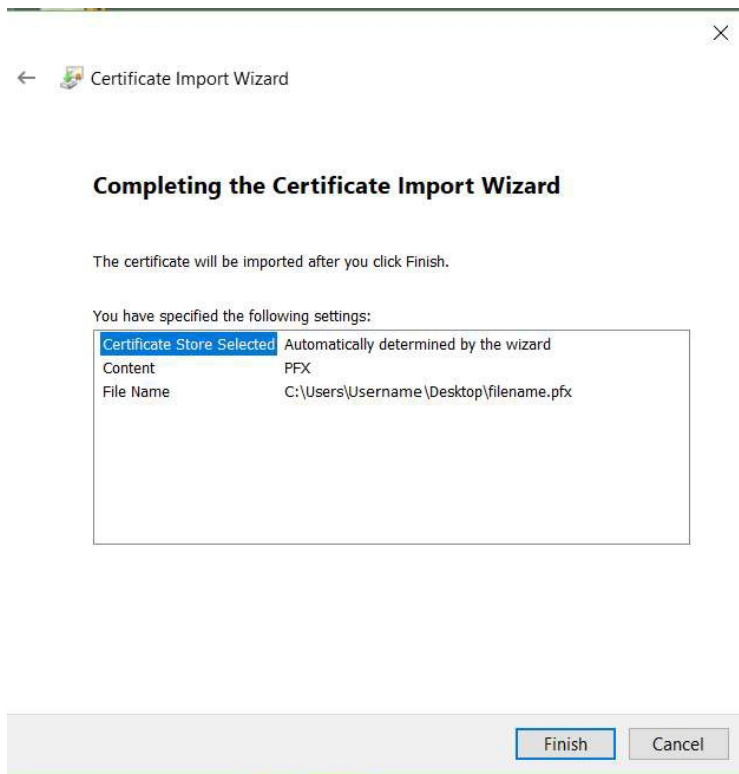 Certificate Import Wizard
Completing the Certificate Import Wizard
The certificate will be imported after you click Finish.
You have specified the following settings:
Certificate Store Selected Automatically determined by the wizard
Content PFX
File Name C:\Users\Username\Desktop\filename.pfx
Finish Cancel